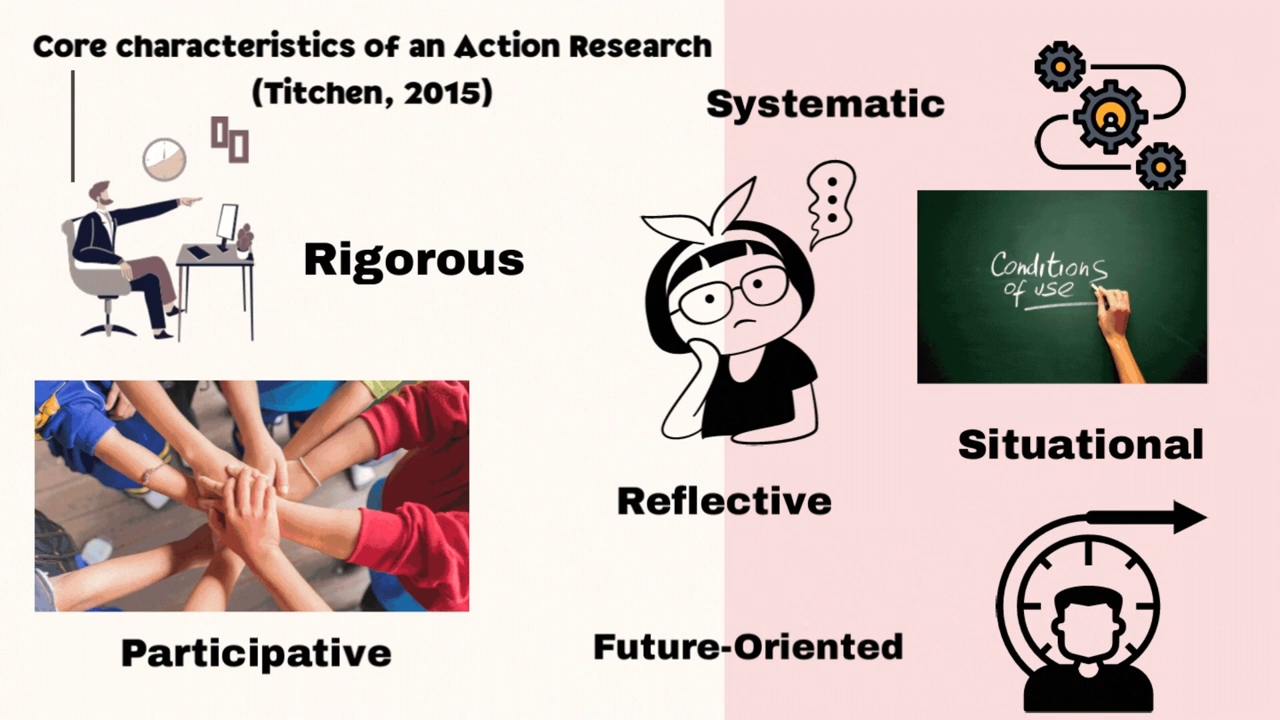 Core characteristics of an Action Research
(Titchen, 2015)
Systematic
Rigorous
Conditions
of use
Situational
Reflective
Participative
Future-Oriented